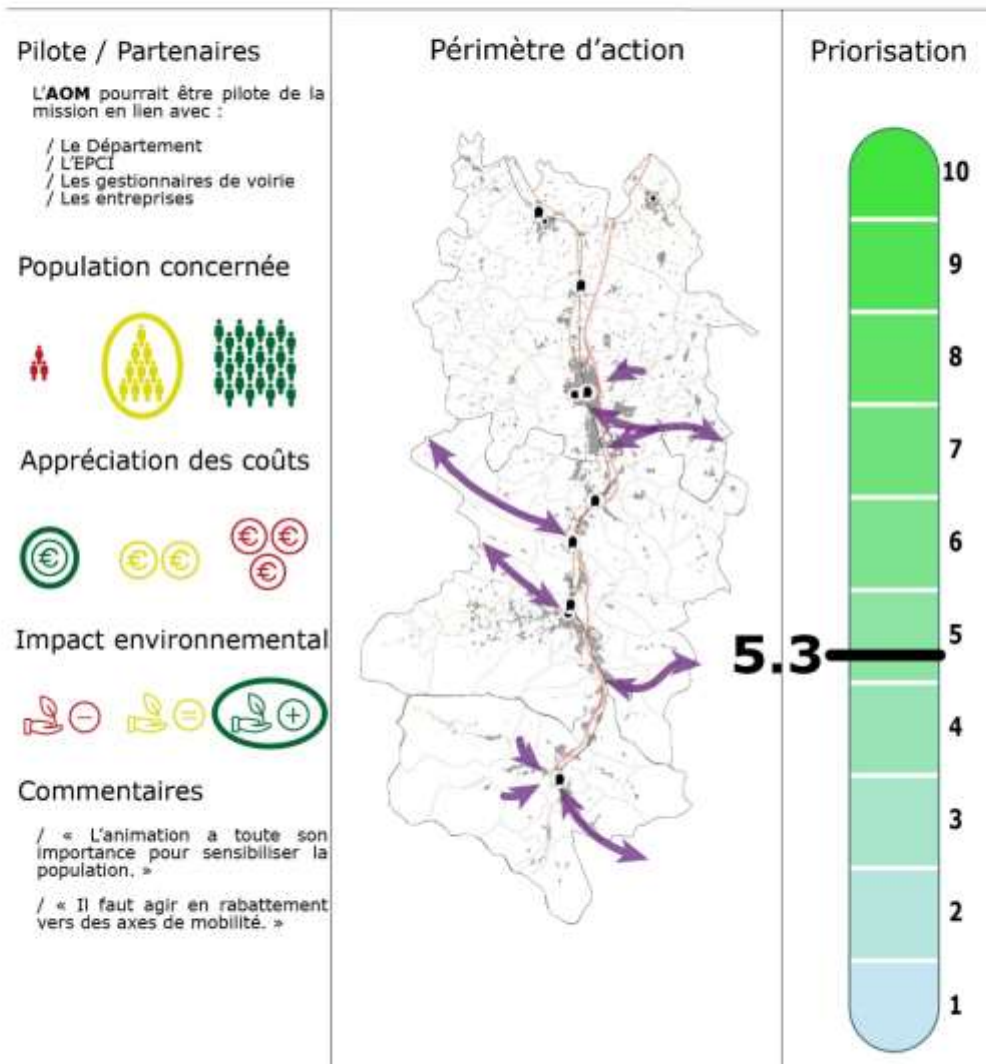 Pilote / Partenaires
L'AOM pourrait être pilote de la
mission en lien avec :
/ Le Département
/ L'EPCI
/ Les gestionnaires de voirie
/ Les entreprises
Population concernée
Appréciation des coûts
€
€ €
€ €
€
Impact environnemental
−
=
+
Commentaires
/ « L'animation a toute son
importance pour sensibiliser la
population. »
/ « Il faut agir en rabattement
vers des axes de mobilité. »
Périmètre d'action
Priorisation
10
9
8
7
6
5
5.3
4
3
2
1